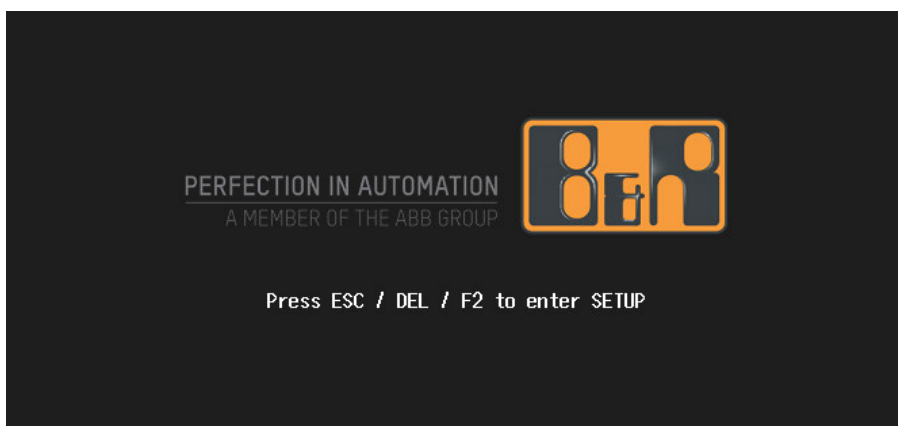 PERFECTION IN AUTOMATION
A MEMBER OF THE ABB GROUP
B&R
Press ESC / DEL / F2 to enter SETUP